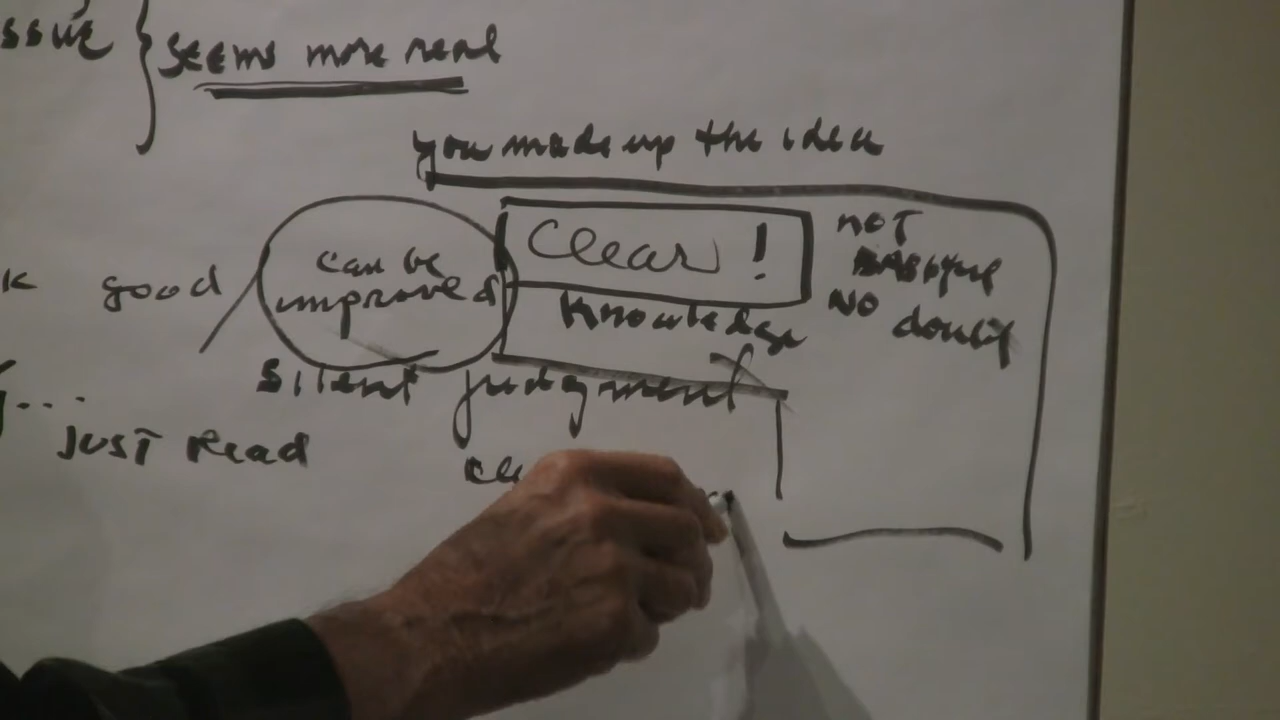 seems more real
you made up the idea
clear !
NOT
can be
improved
good
NO doubt
Knowledge
silent judgment
JUST Read